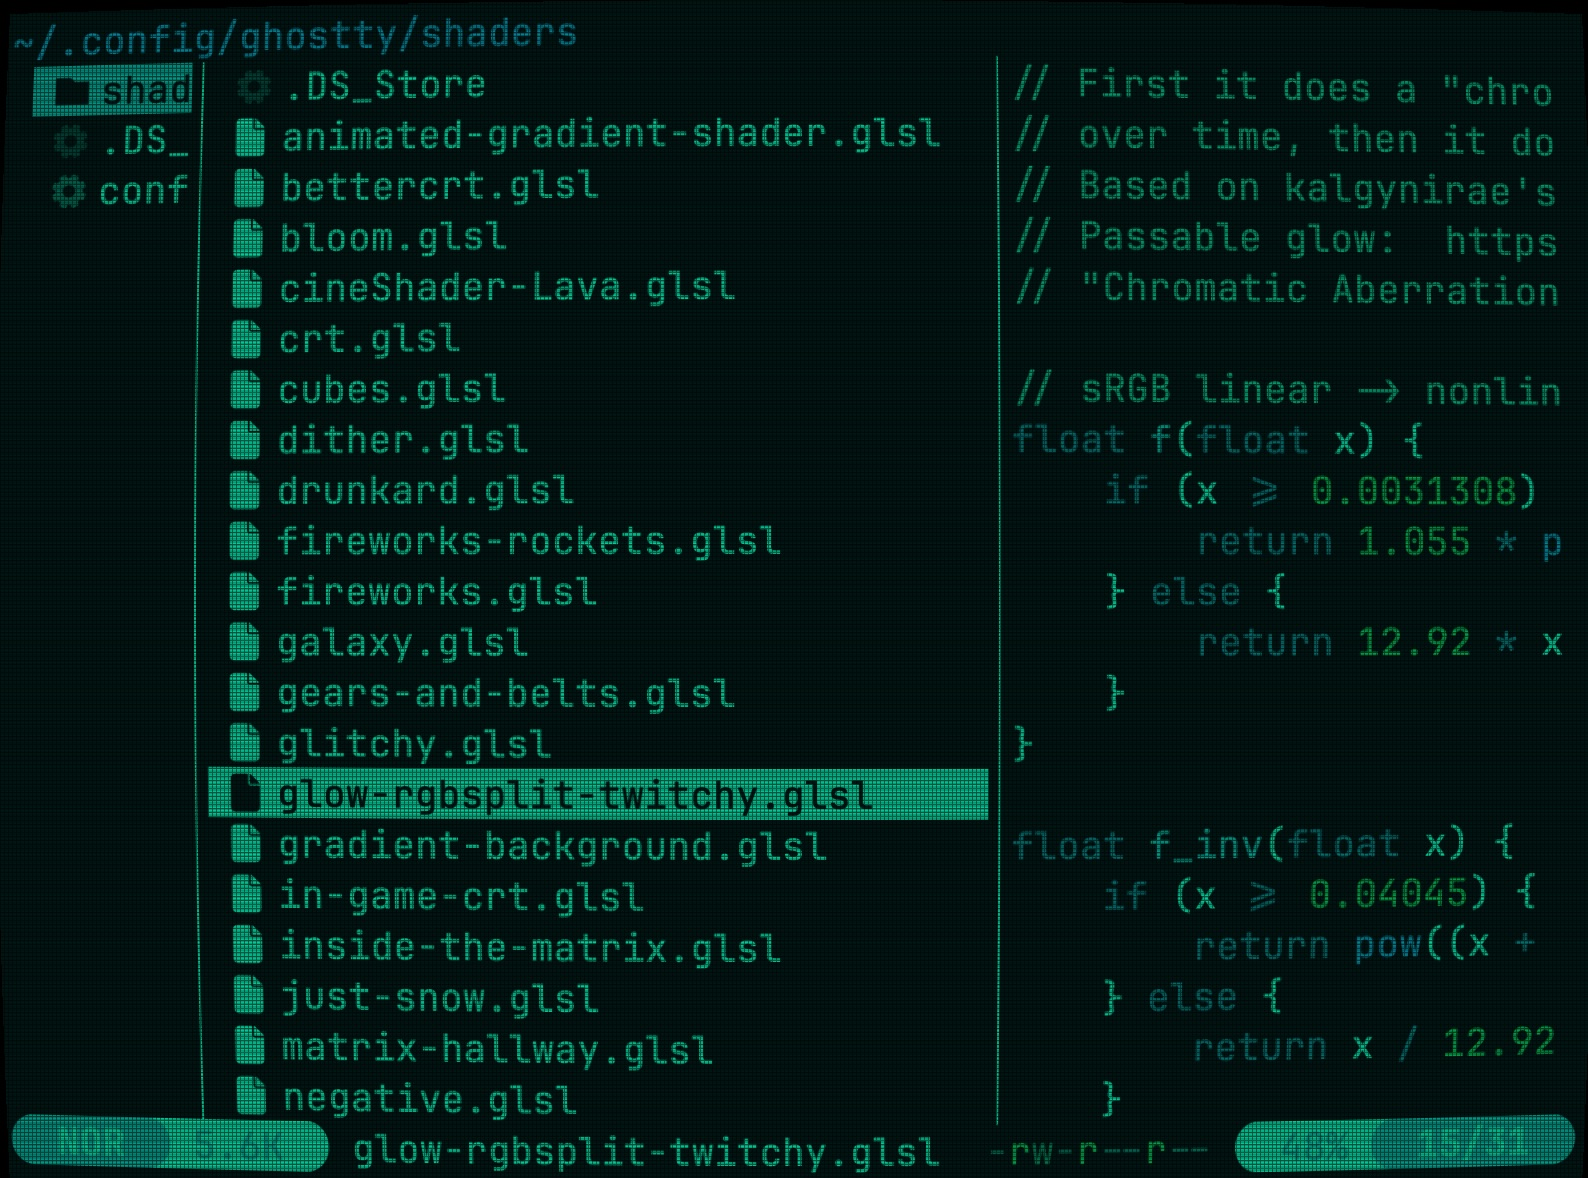 ~/.config/ghostty/shaders
shad
.DS_
conf
.DS_Store
animated-gradient-shader.glsl
bettercrt.glsl
bloom.glsl
cineShader-Lava.glsl
crt.glsl
cubes.glsl
dither.glsl
drunkard.glsl
fireworks-rockets.glsl
fireworks.glsl
galaxy.glsl
gears-and-belts.glsl
glitchy.glsl
glow-rgbsplit-twitchy.glsl
gradient-background.glsl
in-game-crt.glsl
inside-the-matrix.glsl
just-snow.glsl
matrix-hallway.glsl
negative.glsl
// First it does a "chro
// over time, then it do
// Based on kalgynirae's
// Passable glow:  https
// "Chromatic Aberration
// sRGB linear -> nonlin
float f(float x) {
    if (x >= 0.0031308)
        return 1.055 * p
    } else {
        return 12.92 * x
    }
}
float f_inv(float x) {
    if (x >= 0.04045) {
        return pow((x +
    } else {
        return x / 12.92
    }
NOR 5.6K glow-rgbsplit-twitchy.glsl -rw-r--r-- 48% 15/31